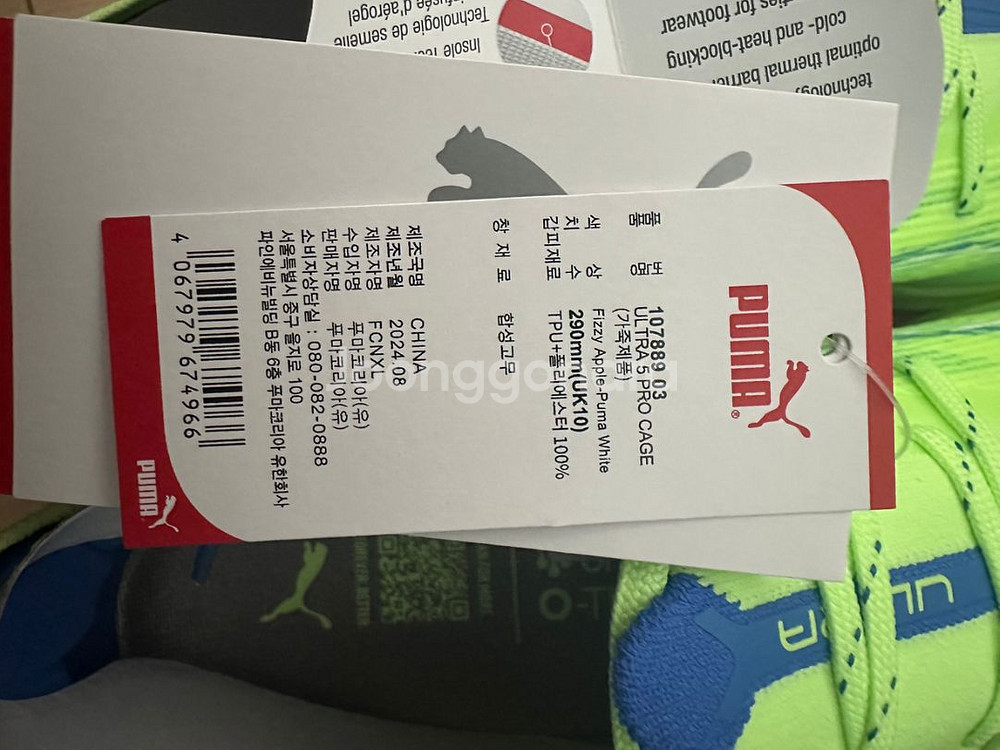 PUMA
품 번 107889 03
명 ULTRA 5 PRO CAGE
(가죽제품)
색 상 Fizzy Apple-Puma White
치 수 290mm(UK10)
갑피재료 TPU+폴리에스터 100%
창 재 료 합성고무
제조국명 CHINA
제조년월 2024.08
제조자명 FCNXL
수입자명 푸마코리아(유)
판매자명 푸마코리아(유)
소비자상담실 : 080-082-0888
서울특별시 중구 을지로 100
파인에비뉴빌딩 B동 6층 푸마코리아 유한회사
4 067979 674966
PUMA
Technologie de semelle
d'aérogel
Insole
optimal thermal
cold- and heat-blocking
for footwear